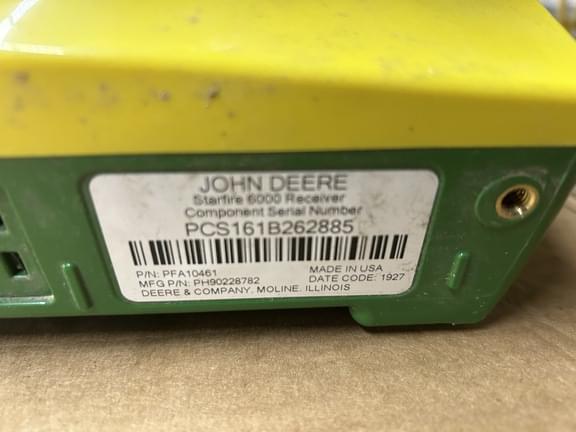 JOHN DEERE
Starfire 6000 Receiver
Component Serial Number
PCS161B262885
P/N: PFA10461
MADE IN USA
MFG P/N: PH90228782
DATE CODE: 1927
DEERE & COMPANY, MOLINE, ILLINOIS